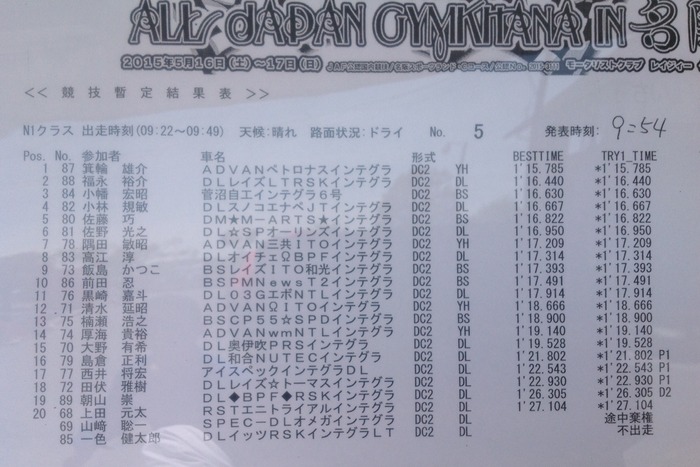 ALL JAPAN GYMKHANA IN 名
2015年5月16日(土)～17日(日)
モータリストクラブ レイジィー
<< 競技暫定結果表 >>
N1クラス 出走時刻(09:22～09:49) 天候:晴れ 路面状況:ドライ No. 5 発表時刻: 9:54
Pos. No. 参加者 車名 形式 BESTTIME TRY1_TIME
1 87 箕輪 雄介 ADVANペトロナスインテグラ DC2 YH 1'15.785 *1'15.785
2 88 福永 裕介 DLレイズLTRSKインテグラ DC2 DL 1'16.440 *1'16.440
3 84 小幡 宏昭 菅沼自工インテグラ6号 DC2 BS 1'16.630 *1'16.630
4 82 小林 規敏 DLスノコエナペJTインテグラ DC2 DL 1'16.667 *1'16.667
5 80 佐藤 巧 DM★M-ARTS★インテグラ DC2 BS 1'16.822 *1'16.822
6 81 佐野 光之 DL☆SPオーリンズインテグラ DC2 DL 1'16.950 *1'16.950
7 78 隅田 敏昭 ADVAN三共ITOインテグラ DC2 YH 1'17.209 *1'17.209
8 83 高江 淳 DLオイチェΩBPFインテグラ DC2 DL 1'17.314 *1'17.314
9 73 飯島 かつこ BSレイズITO和光インテグラ DC2 BS 1'17.393 *1'17.393
10 86 前田 忍 BSPMNewsT2インテグラ DC2 BS 1'17.491 *1'17.491
11 76 黒崎 嘉斗 DL03GエボNTLインテグラ DC2 DL 1'17.914 *1'17.914
12 71 清水 延昭 ADVANΩITOインテグラ DC2 YH 1'18.666 *1'18.666
13 75 楠瀬 浩之 BSCP55☆SPDインテグラ DC2 BS 1'18.900 *1'18.900
14 74 厚海 貴裕 ADVANw☆NTLインテグラ DC2 YH 1'19.140 *1'19.140
15 70 大野 有希 DL奥伊吹PRSインテグラ DC2 DL 1'19.528 *1'19.528
16 79 島倉 正利 DL和合NUTECインテグラ DC2 DL 1'21.802 *1'21.802 P1
17 77 西井 将宏 アイスペックインテグラDL DC2 DL 1'22.543 *1'22.543 P1
18 72 田伏 雅樹 DLレイズ☆トーマスインテグラ DC2 DL 1'22.930 *1'22.930 P1
19 89 朝山 崇 DL◆BPF◆RSKインテグラ DC2 DL 1'26.305 *1'26.305 D2
20 68 上田 元太 RSTエニトライアルインテグラ DC2 DL 1'27.104 *1'27.104
69 山崎 聡一 SPEC-DLオメガインテグラ DC2 DL 途中棄権
85 一色 健太郎 DLイッツRSKインテグラLT DC2 DL 不出走